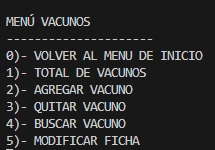 MENÚ VACUNOS
---------------------
0)- VOLVER AL MENU DE INICIO
1)- TOTAL DE VACUNOS
2)- AGREGAR VACUNO
3)- QUITAR VACUNO
4)- BUSCAR VACUNO
5)- MODIFICAR FICHA